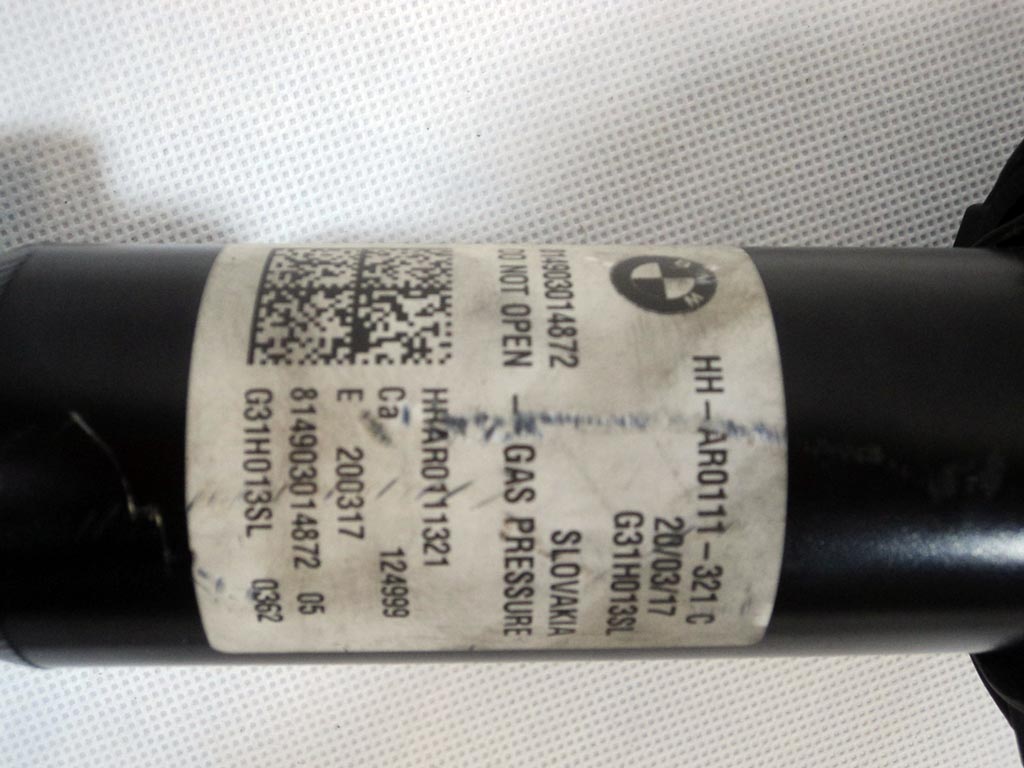 BMW
HH-AR0111-321.C
20/03/17
G31H013SL
814903014872
SLOVAKIA
DO NOT OPEN - GAS PRESSURE
HHAR0111321
Ca 124999
E 200317
814903014872 05
G31H013SL 0362